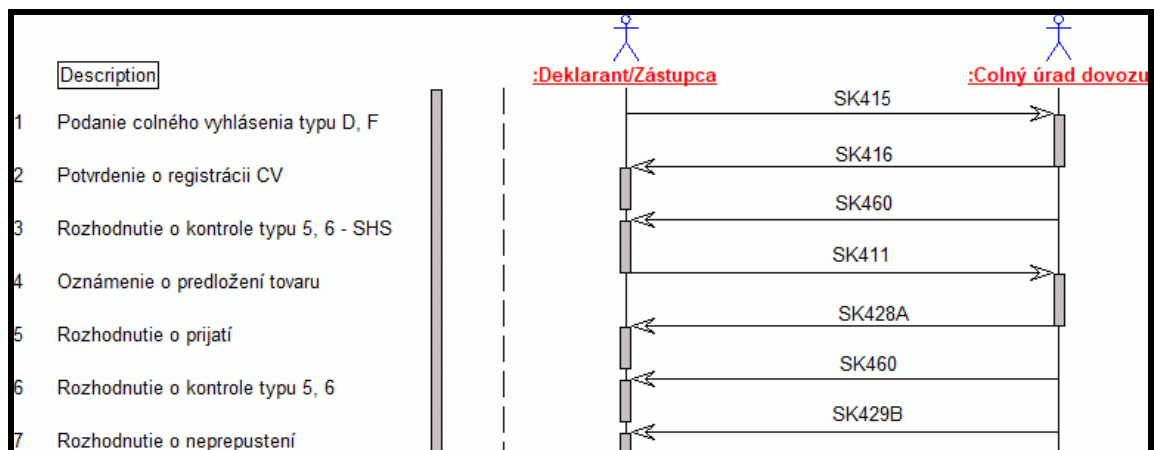 :Deklarant/Zástupca :Colný úrad dovozu
Description
SK415
1 Podanie colného vyhlásenia typu D, F
SK416
2 Potvrdenie o registrácii CV
SK460
3 Rozhodnutie o kontrole typu 5, 6 - SHS
SK411
4 Oznámenie o predložení tovaru
SK428A
5 Rozhodnutie o prijatí
SK460
6 Rozhodnutie o kontrole typu 5, 6
SK429B
7 Rozhodnutie o neprepustení